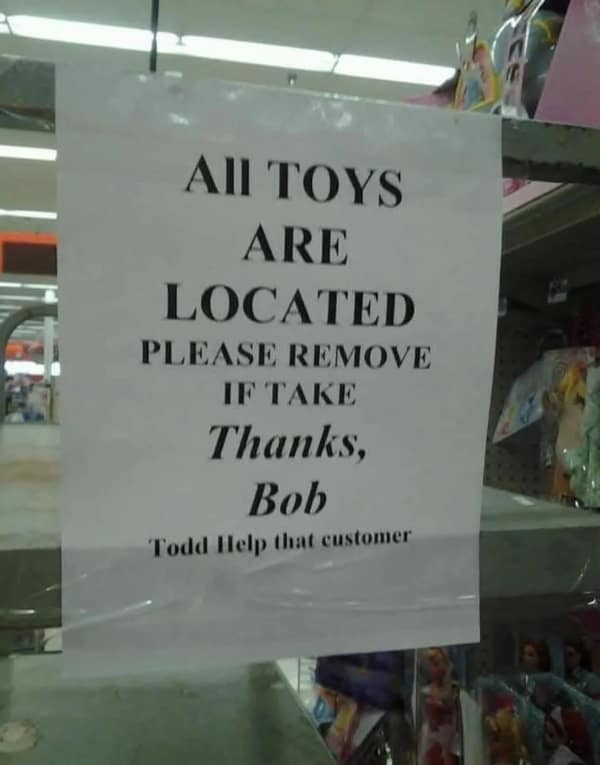 All TOYS
ARE
LOCATED
PLEASE REMOVE
IF TAKE
Thanks,
Bob
Todd Help that customer